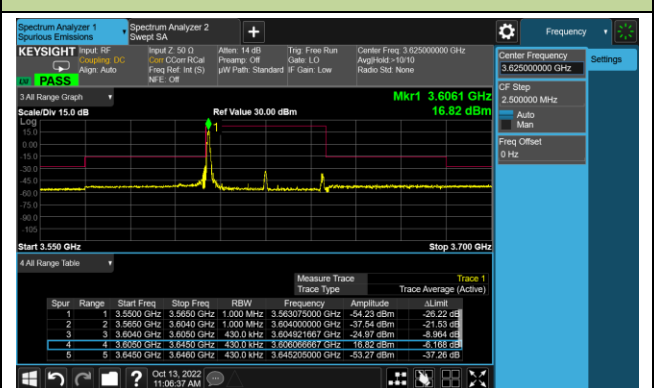 Spectrum Analyzer 1
Spurious Emissions
Spectrum Analyzer 2
Swept SA
Frequency
KEYSIGHT
Input: RF
Coupling: DC
Align: Auto
Input Z: 50 Ω
Corr CCorr RCal
Freq Ref: Int (S)
NFE: Off
Atten: 14 dB
Preamp: Off
µW Path: Standard
Trig: Free Run
Gate: LO
IF Gain: Low
Center Freq: 3.625000000 GHz
Avg|Hold:>10/10
Radio Std: None
PASS
Center Frequency
3.625000000 GHz
Settings
CF Step
2.500000 MHz
Auto
Man
Freq Offset
0 Hz
3 All Range Graph
Mkr1 3.6061 GHz
16.82 dBm
Scale/Div 15.0 dB
Ref Value 30.00 dBm
Log
15.0
0.00
-15.0
-30.0
-45.0
-60.0
-75.0
-90.0
-105
1
Start 3.550 GHz
Stop 3.700 GHz
4 All Range Table
Measure Trace Trace 1
Trace Type Trace Average (Active)
Spur Range Start Freq Stop Freq RBW Frequency Amplitude ΔLimit
1 1 3.5500 GHz 3.5650 GHz 1.000 MHz 3.563075000 GHz -54.23 dBm -26.22 dB
2 2 3.5650 GHz 3.6040 GHz 1.000 MHz 3.604000000 GHz -37.54 dBm -21.53 dB
3 3 3.6040 GHz 3.6050 GHz 430.0 kHz 3.604921667 GHz -24.97 dBm -8.964 dB
4 4 3.6050 GHz 3.6450 GHz 430.0 kHz 3.606066667 GHz 16.82 dBm -6.168 dB
5 5 3.6450 GHz 3.6460 GHz 430.0 kHz 3.645205000 GHz -53.27 dBm -37.26 dB
Oct 13, 2022
11:06:37 AM